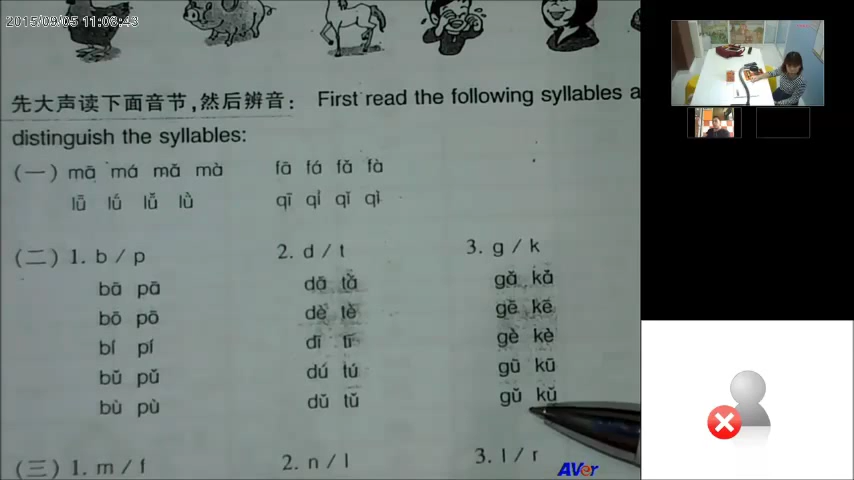 2015/09/05 11:08:43
先大声读下面音节，然后辨音： First read the following syllables a
distinguish the syllables:
（一）mā má mǎ mà fā fá fǎ fà
lǖ lǘ lǚ lǜ qī qí qǐ qì
（二）1. b / p 2. d / t 3. g / k
bā pā dā tǎ gǎ kǎ
bō pō dè tè gē kē
bí pí dī tī gè kè
bǔ pǔ dú tú gū kū
bù pù dǔ tǔ gǔ kǔ
（三）1. m / f 2. n / l 3. l / r
AVer